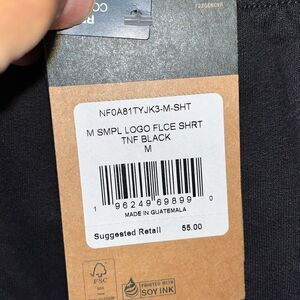 NF0A81TYJK3-M-SHT
M SMPL LOGO FLCE SHRT
TNF BLACK
M
1 96249 69899 0
MADE IN GUATEMALA
Suggested Retail 55.00
FSC
PRINTED WITH
SOY INK